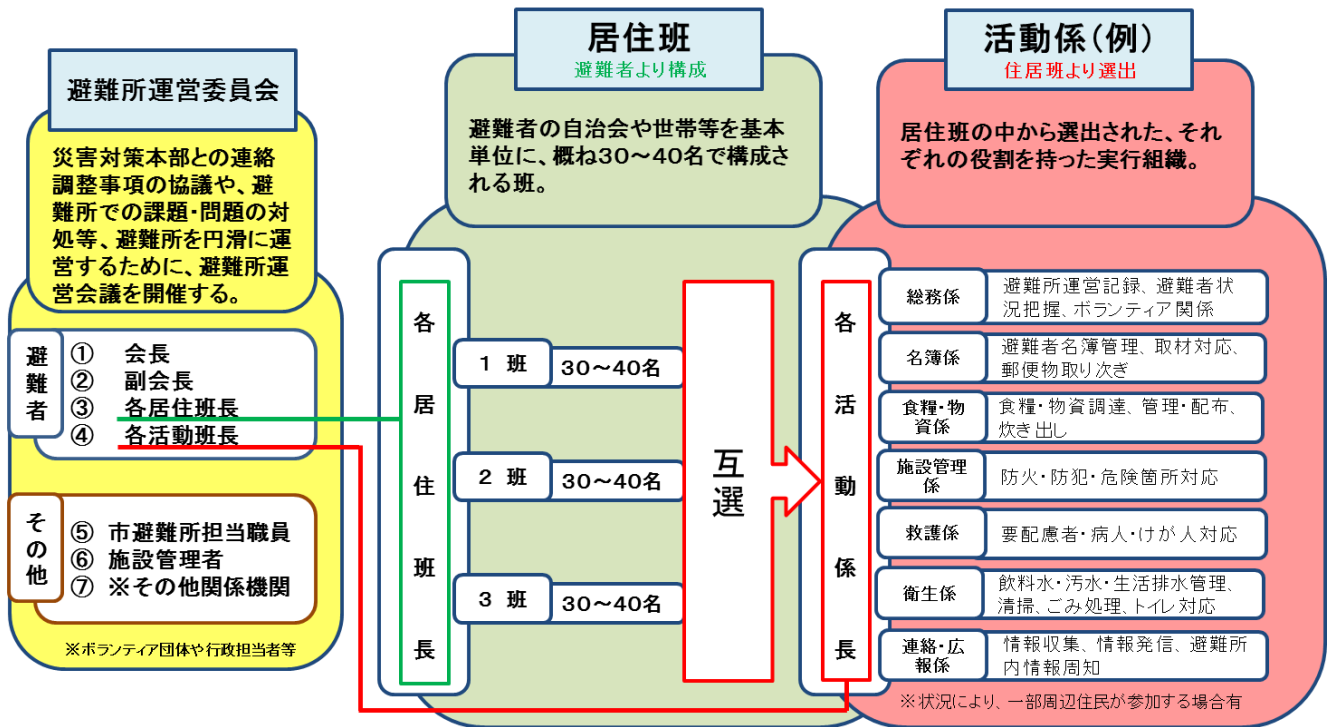 避難所運営委員会
災害対策本部との連絡
調整事項の協議や、避
難所での課題・問題の対
処等、避難所を円滑に運
営するために、避難所運
営会議を開催する。
避難者
① 会長
② 副会長
③ 各居住班長
④ 各活動班長
その他
⑤ 市避難所担当職員
⑥ 施設管理者
⑦ ※その他関係機関
※ボランティア団体や行政担当者等
居住班
避難者より構成
避難者の自治会や世帯等を基本
単位に、概ね30～40名で構成さ
れる班。
各居住班長
1 班 30～40名
2 班 30～40名
3 班 30～40名
互選
活動係(例)
住居班より選出
居住班の中から選出された、それ
ぞれの役割を持った実行組織。
各活動係長
総務係
避難所運営記録、避難者状
況把握、ボランティア関係
名簿係
避難者名簿管理、取材対応、
郵便物取り次ぎ
食糧・物
資係
食糧・物資調達、管理・配布、
炊き出し
施設管理
係
防火・防犯・危険箇所対応
救護係
要配慮者・病人・けが人対応
衛生係
飲料水・汚水・生活排水管理、
清掃、ごみ処理、トイレ対応
連絡・広
報係
情報収集、情報発信、避難所
内情報周知
※状況により、一部周辺住民が参加する場合有